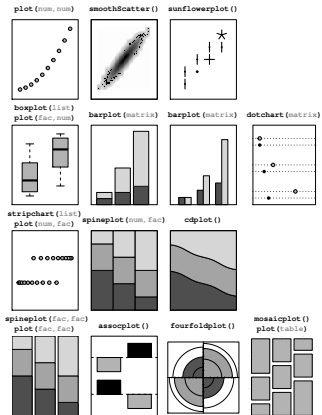 plot(num,num) smoothScatter() sunflowerplot()
boxplot(list)
plot(fac,num) barplot(matrix) barplot(matrix) dotchart(matrix)
stripchart(list)
plot(num,fac) spineplot(num,fac) cdplot()
spineplot(fac,fac)
plot(fac,fac) assocplot() fourfoldplot() mosaicplot()
plot(table)